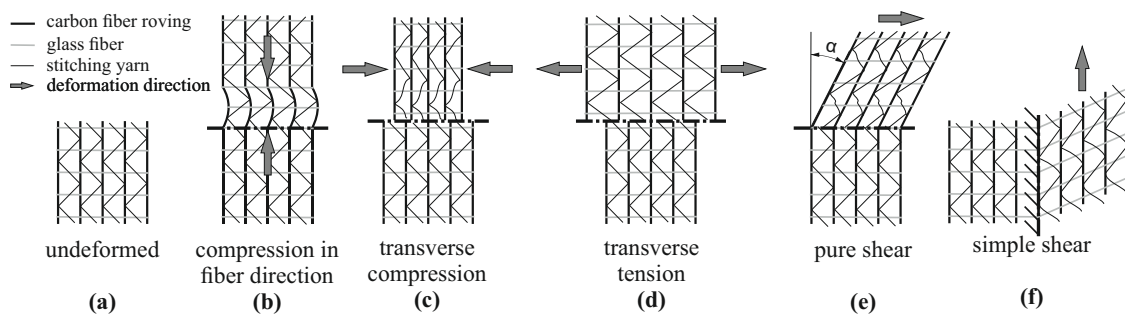 carbon fiber roving
glass fiber
stitching yarn
deformation direction
α
undeformed
compression in
fiber direction
transverse
compression
transverse
tension
pure shear
simple shear
(a)
(b)
(c)
(d)
(e)
(f)